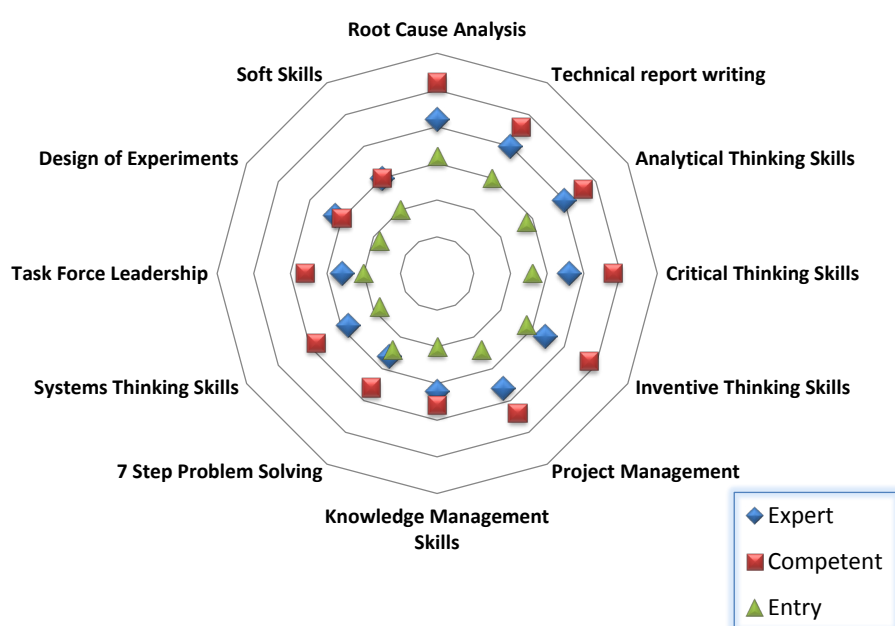 Root Cause Analysis
Soft Skills
Technical report writing
Design of Experiments
Analytical Thinking Skills
Task Force Leadership
Critical Thinking Skills
Systems Thinking Skills
Inventive Thinking Skills
7 Step Problem Solving
Project Management
Knowledge Management
Skills
Expert
Competent
Entry